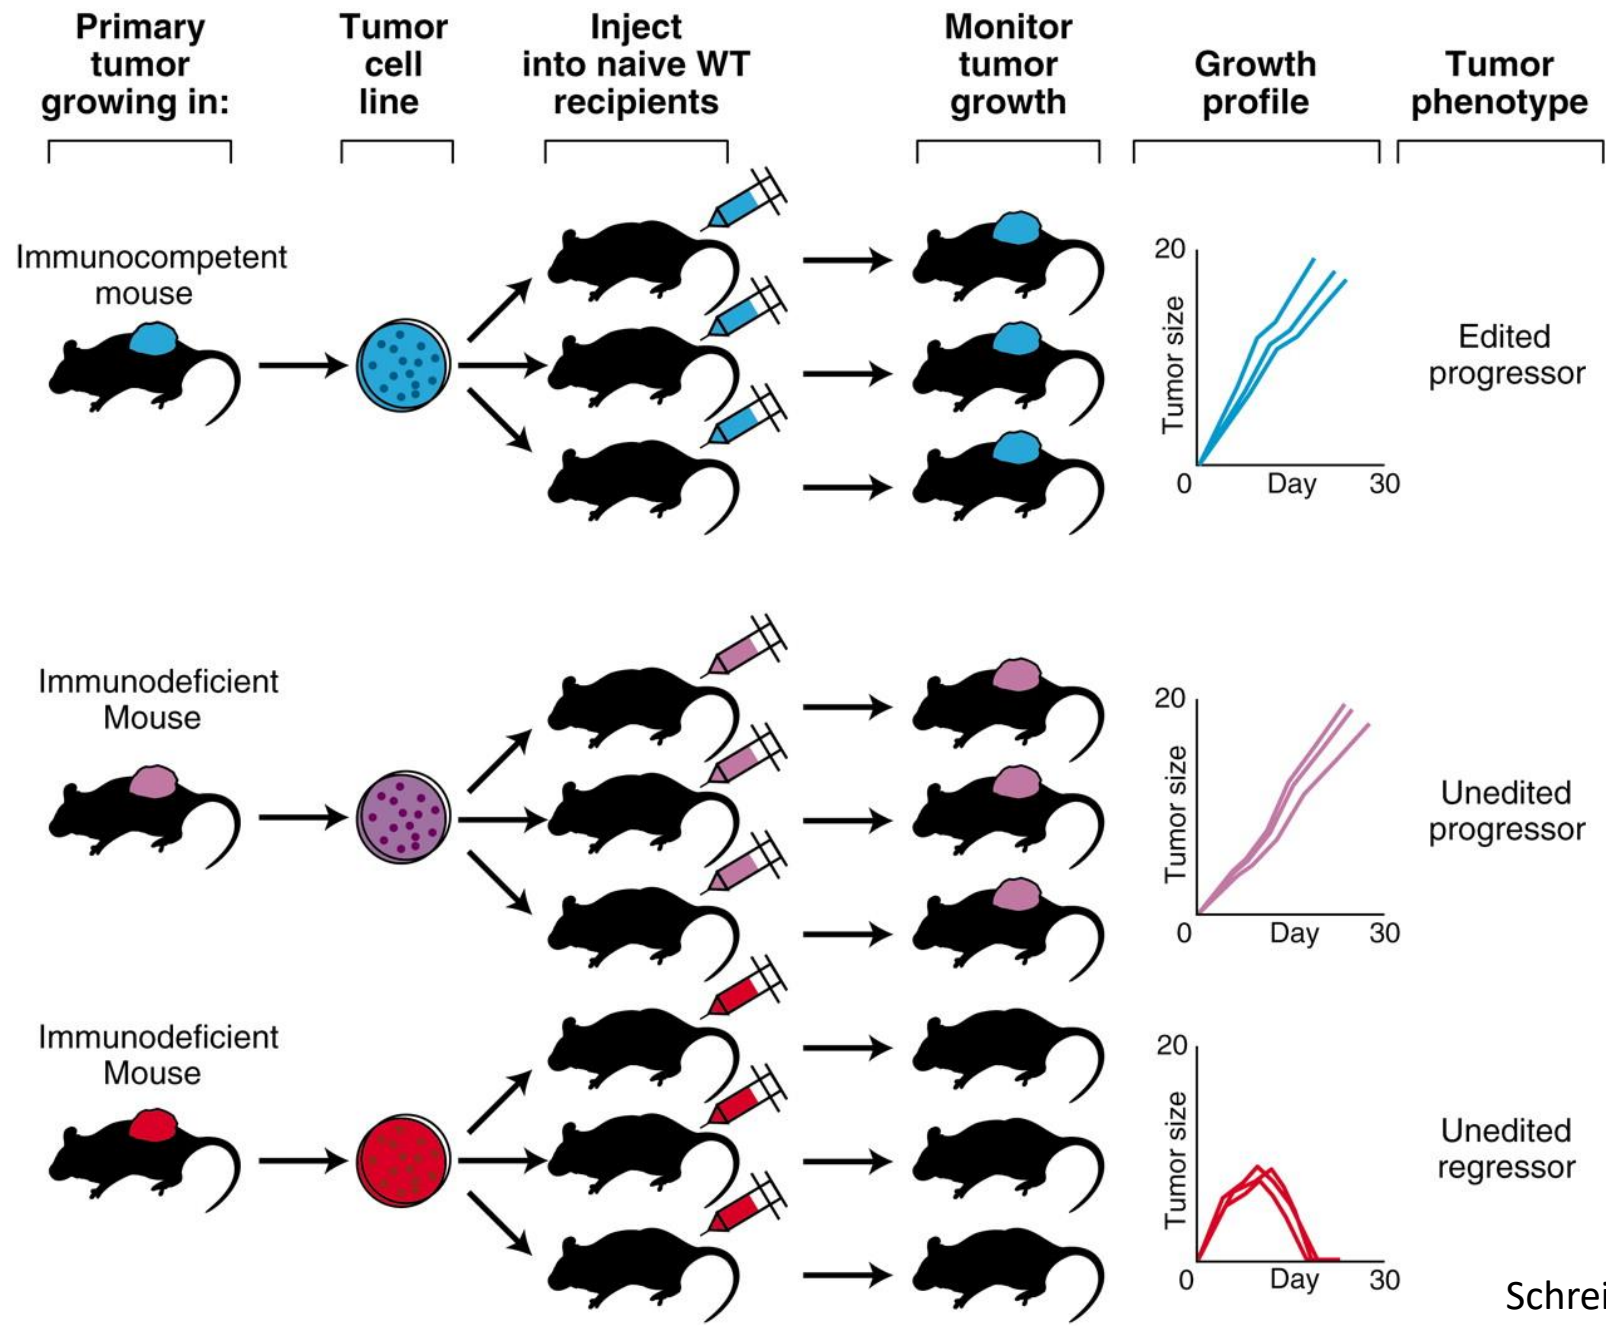 Primary
tumor
growing in:
Tumor
cell
line
Inject
into naive WT
recipients
Monitor
tumor
growth
Growth
profile
Tumor
phenotype
Immunocompetent
mouse
20
Tumor size
0
Day
30
Edited
progressor
Immunodeficient
Mouse
20
Tumor size
0
Day
30
Unedited
progressor
Immunodeficient
Mouse
20
Tumor size
0
Day
30
Unedited
regressor
Schrei